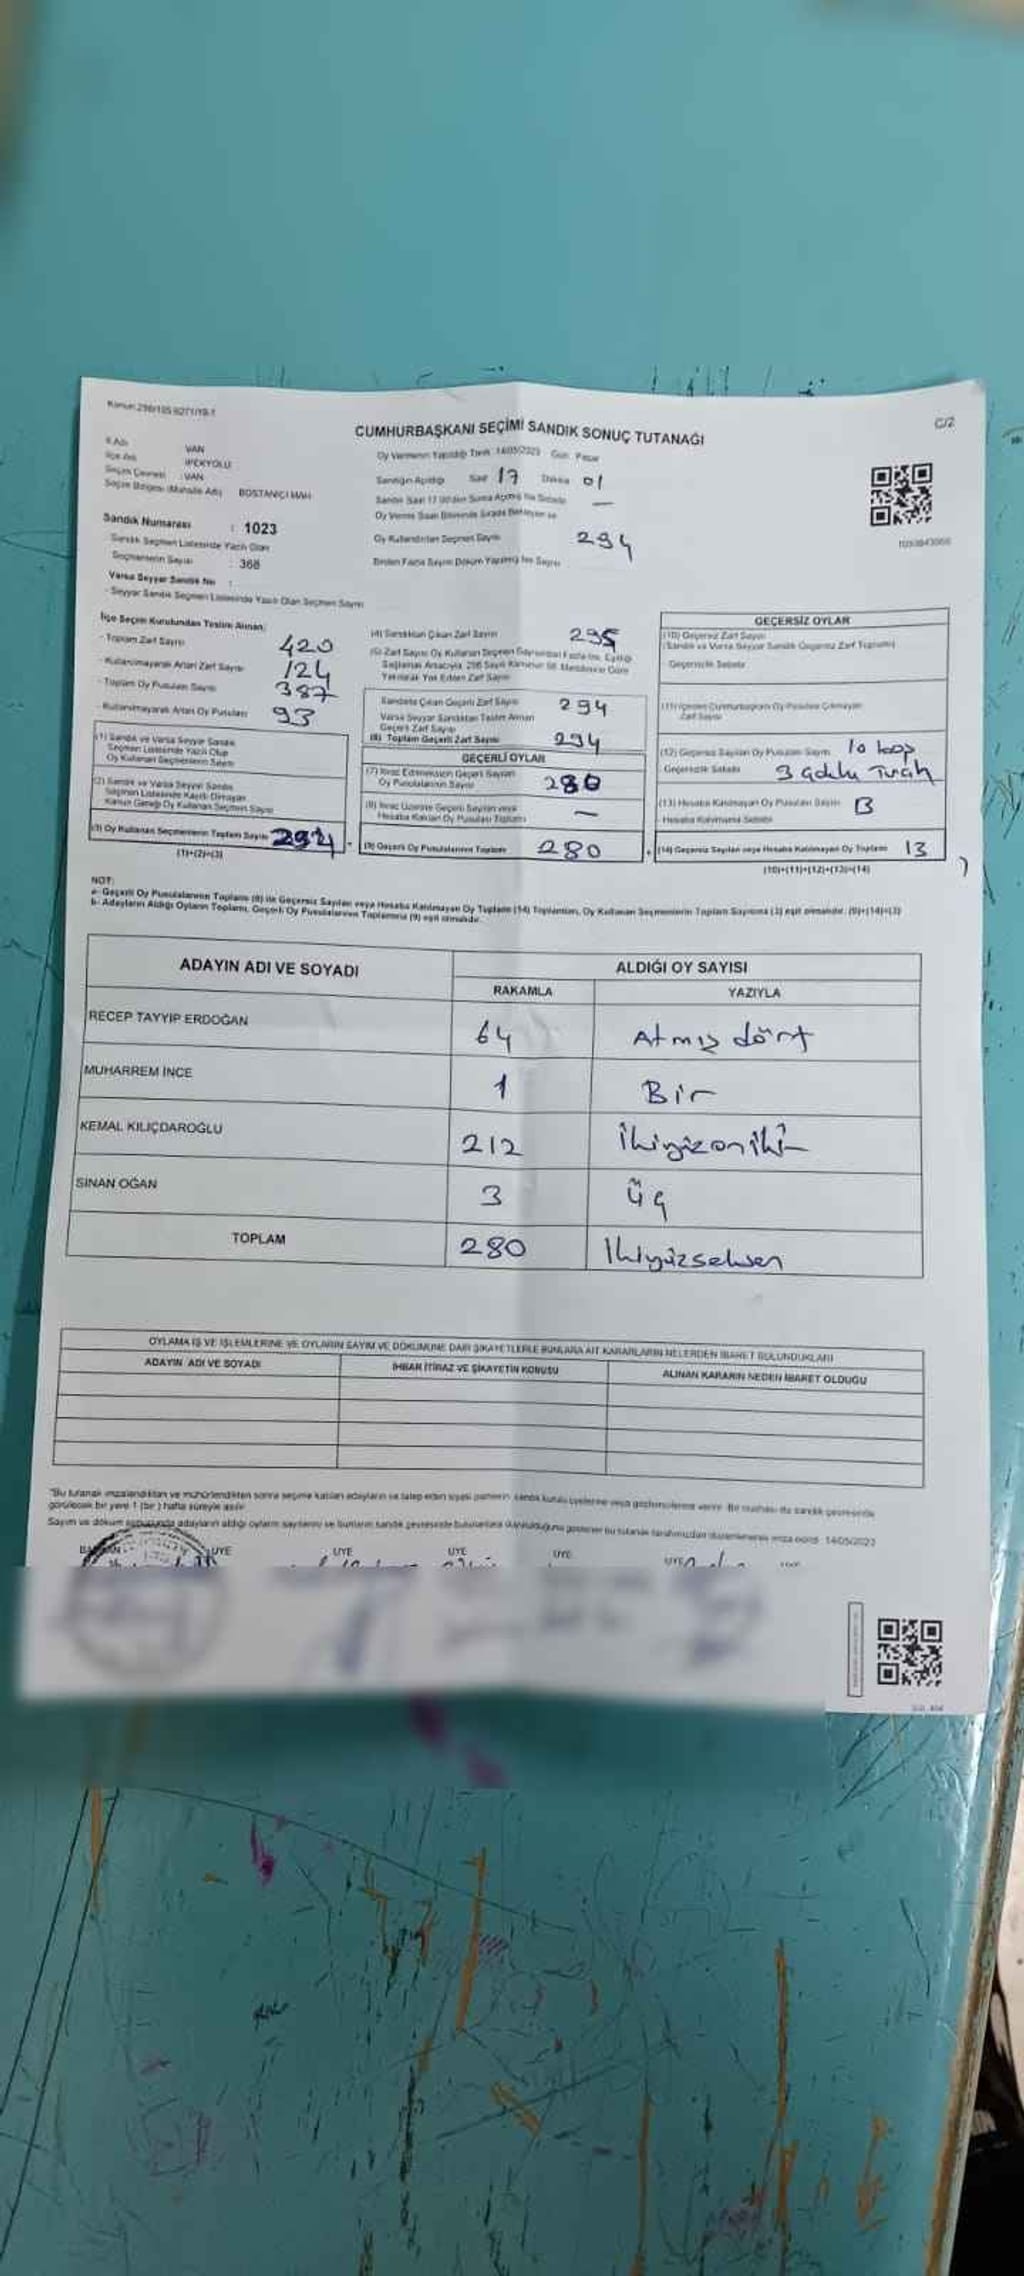 Kanun:298/105
C/2
CUMHURBAŞKANI SEÇİMİ SANDIK SONUÇ TUTANAĞI
İl Adı VAN
İlçe Adı İPEKYOLU
Seçim Çevresi : VAN
Seçim Bölgesi (Mahalle Adı) BOSTANİÇİ MAH
Sandık Numarası : 1023
Sandık Seçmen Listesinde Yazılı Olan
Seçmenlerin Sayısı : 368
Varsa Seyyar Sandık No :
- Seyyar Sandık Seçmen Listesinde Yazılı Olan Seçmen Sayısı
Oy Vermenin Yapıldığı Tarih 14/05/2023 Gün Pazar
Sandığın Açıldığı Saat 17 Dakika 01
Sandık Saat 17.00'den Sonra Açılmış İse Sırada —
Oy Verme Saati Bitiminde Sırada Bekleyen ve
Oy Kullandırılan Seçmen Sayısı 294
Birden Fazla Sayım Döküm Yapılmış İse Sayısı
İlçe Seçim Kurulundan Teslim Alınan:
- Toplam Zarf Sayısı 420
- Kullanılmayarak Artan Zarf Sayısı 124
- Toplam Oy Pusulası Sayısı 387
- Kullanılmayarak Artan Oy Pusulası 93
(1) Sandık ve Varsa Seyyar Sandık
Seçmen Listesinde Yazılı Olup
Oy Kullanan Seçmenlerin Sayısı
(2) Sandık ve Varsa Seyyar Sandık
Seçmen Listesinde Kayıtlı Olmayan
Kanun Gereği Oy Kullanan Seçmen Sayısı
(3) Oy Kullanan Seçmenlerin Toplam Sayısı 294
(1)+(2)=(3)
(4) Sandıktan Çıkan Zarf Sayısı 295
(5) Zarf Sayısı Oy Kullanan Seçmen Sayısından Fazla İse, Eşitliği
Sağlamak Amacıyla, 298 Sayılı Kanunun 98. Maddesine Göre
Yakılarak Yok Edilen Zarf Sayısı
Sandıkta Çıkan Geçerli Zarf Sayısı 294
Varsa Seyyar Sandıktan Teslim Alınan
Geçerli Zarf Sayısı
(6) Toplam Geçerli Zarf Sayısı 294
GEÇERLİ OYLAR
(7) İtiraz Edilmeksizin Geçerli Sayılan
Oy Pusulalarının Sayısı 280
(8) İtiraz Üzerine Geçerli Sayılan veya
Hesaba Katılan Oy Pusulası Toplamı —
(9) Geçerli Oy Pusulalarının Toplamı 280
GEÇERSİZ OYLAR
(10) Geçersiz Zarf Sayısı
(Sandık ve Varsa Seyyar Sandık Geçersiz Zarf Toplamı)
Geçersizlik Sebebi
(11) İçinden Cumhurbaşkanı Oy Pusulası Çıkmayan
Zarf Sayısı
(12) Geçersiz Sayılan Oy Pusulası Sayısı 10
Geçersizlik Sebebi 3 adılu
(13) Hesaba Katılmayan Oy Pusulası Sayısı 13
Hesaba Katılmama Sebebi
(14) Geçersiz Sayılan veya Hesaba Katılmayan Oy Toplamı 13
(10)+(11)+(12)+(13)=(14)
NOT:
a- Geçerli Oy Pusulalarının Toplamı (9) ile Geçersiz Sayılan veya Hesaba Katılmayan Oy Toplamı (14) Toplamları, Oy Kullanan Seçmenlerin Toplam Sayısına (3) eşit olmalıdır. (9)+(14)=(3)
b- Adayların Aldığı Oyların Toplamı, Geçerli Oy Pusulalarının Toplamına (9) eşit olmalıdır.
ADAYIN ADI VE SOYADI ALDIĞI OY SAYISI
RAKAMLA YAZIYLA
RECEP TAYYIP ERDOĞAN 64 Atmış dört
MUHARREM İNCE 1 Bir
KEMAL KILIÇDAROĞLU 212 İkiyüzoniki
SİNAN OĞAN 3 Üç
TOPLAM 280 İkiyüzseksen
OYLAMA İŞ VE İŞLEMLERİNE VE OYLARIN SAYIM VE DÖKÜMÜNE DAİR ŞİKAYETLERLE BUNLARA AİT KARARLARIN NELERDEN İBARET BULUNDUKLARI
ADAYIN ADI VE SOYADI İHBAR İTİRAZ VE ŞİKAYETİN KONUSU ALINAN KARARIN NEDEN İBARET OLDUĞU
"Bu tutanak imzalandıktan ve mühürlendikten sonra seçime katılan adayların ve talep eden siyasi partilerin sandık kurulu üyelerine veya gözlemcilerine verilir. Bir nüshası da sandık çevresinde
görülecek bir yere 1 (bir) hafta süreyle asılır.
Sayım ve döküm sonucunda adayların aldığı oyların sayılarını ve bunların sandık çevresinde bulunanlara duyurulduğunu gösterir bu tutanak tarafımızdan düzenlenerek imza edildi. 14/05/2023
ÜYE ÜYE ÜYE ÜYE ÜYE